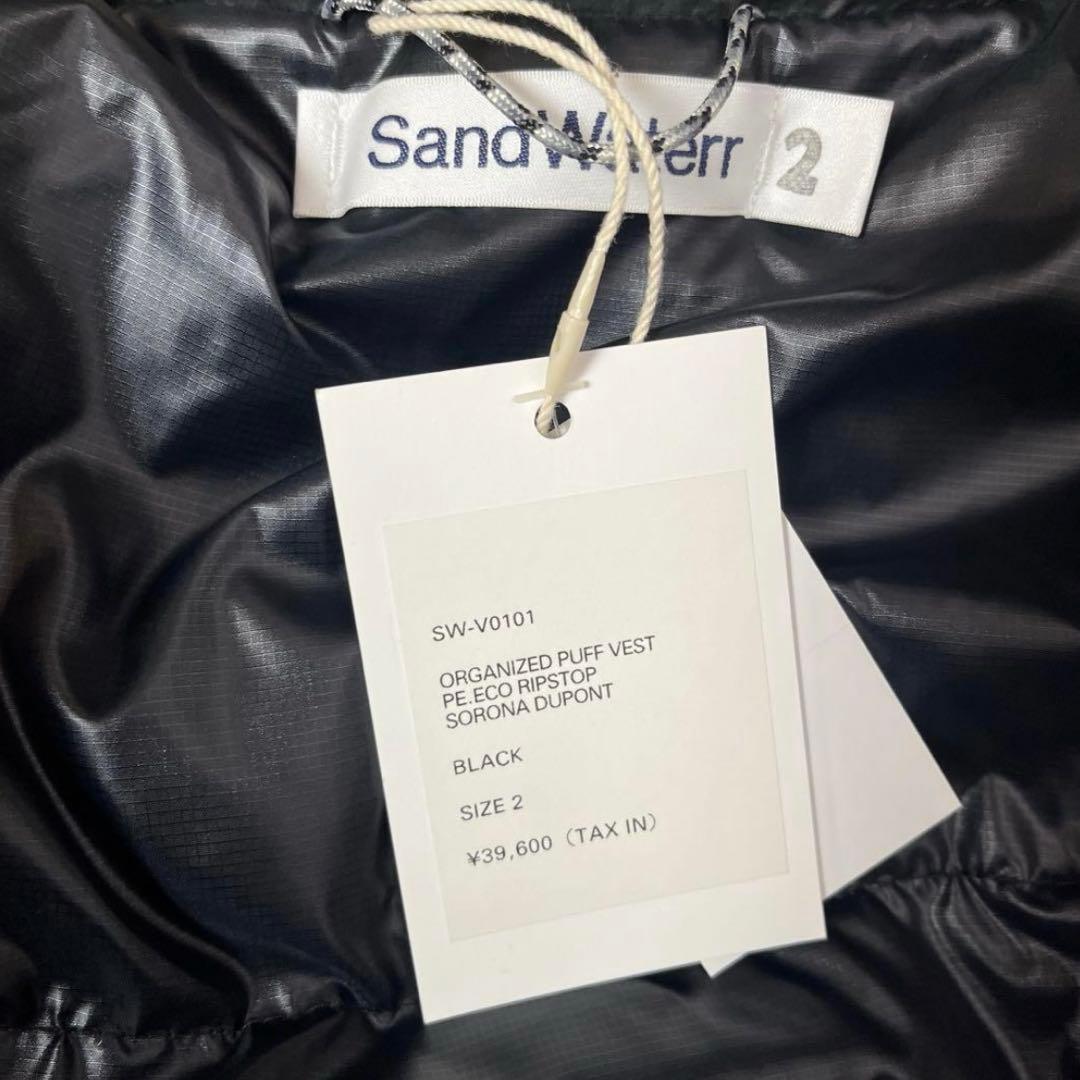 SandWaterr 2
SW-V0101
ORGANIZED PUFF VEST
PE.ECO RIPSTOP
SORONA DUPONT
BLACK
SIZE 2
¥39,600 (TAX IN)